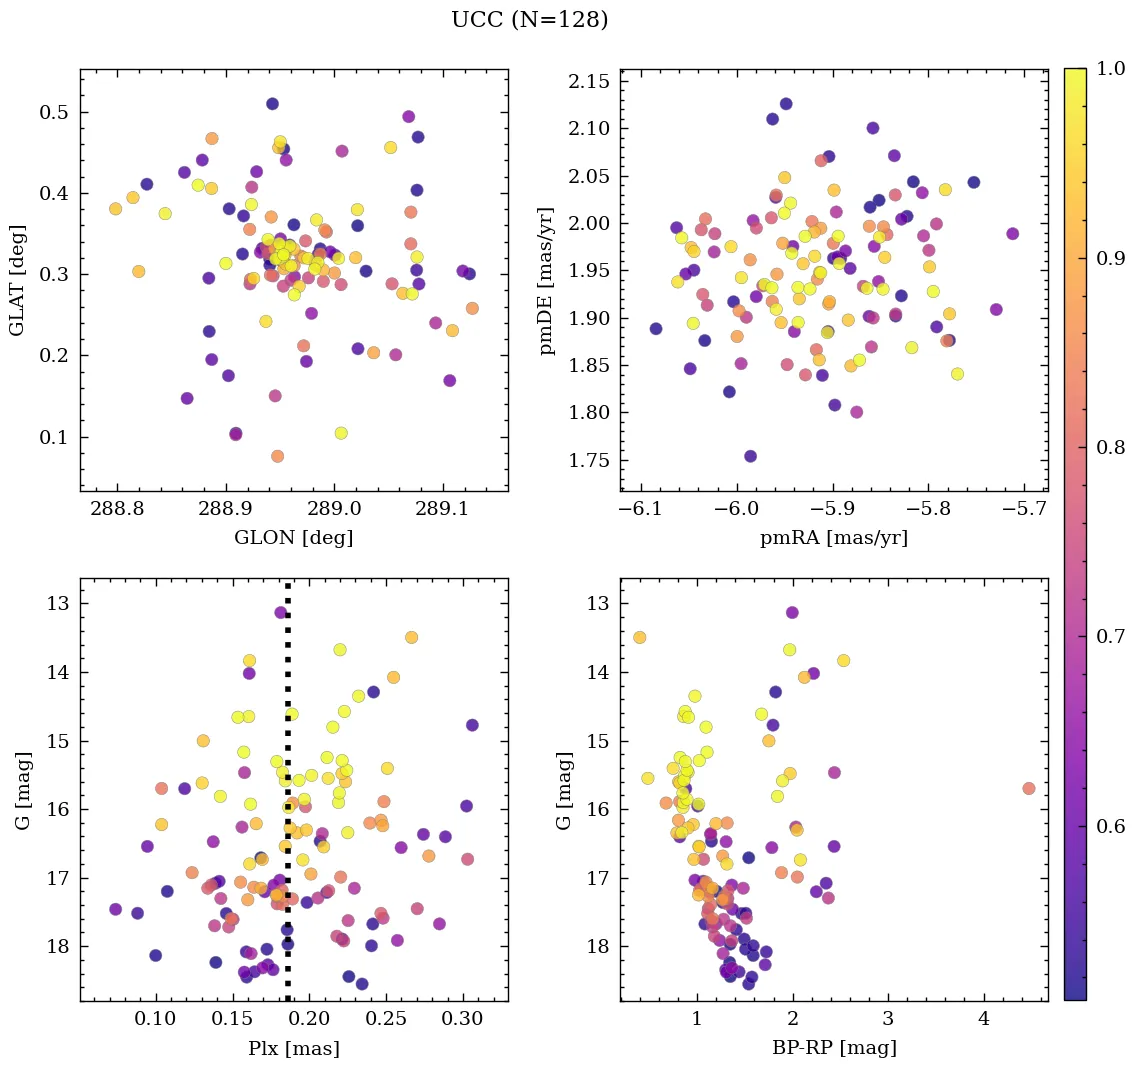 UCC (N=128)
0.5
0.4
0.3
0.2
0.1
GLAT [deg]
288.8 288.9 289.0 289.1
GLON [deg]
2.15
2.10
2.05
2.00
1.95
1.90
1.85
1.80
1.75
pmDE [mas/yr]
−6.1 −6.0 −5.9 −5.8 −5.7
pmRA [mas/yr]
13
14
15
16
17
18
G [mag]
0.10 0.15 0.20 0.25 0.30
Plx [mas]
13
14
15
16
17
18
G [mag]
1 2 3 4
BP-RP [mag]
1.0
0.9
0.8
0.7
0.6